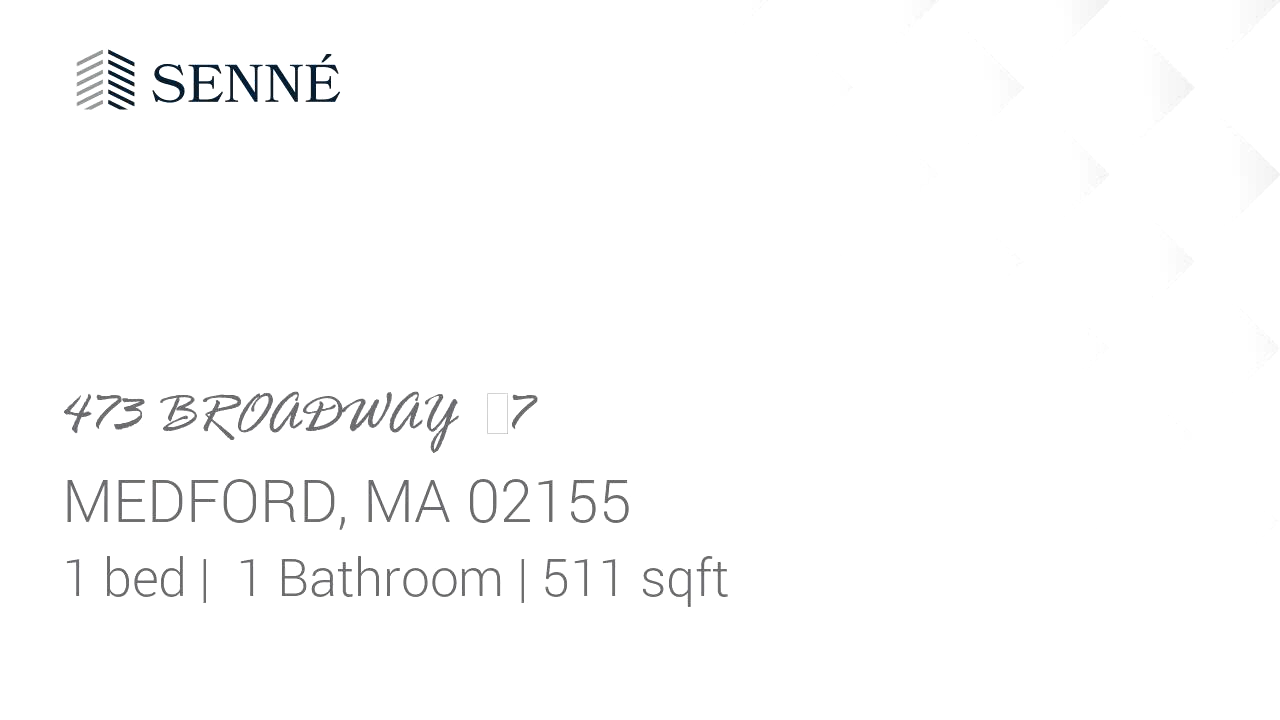 SENNÉ
473 BROADWAY 7
MEDFORD, MA 02155
1 bed | 1 Bathroom | 511 sqft